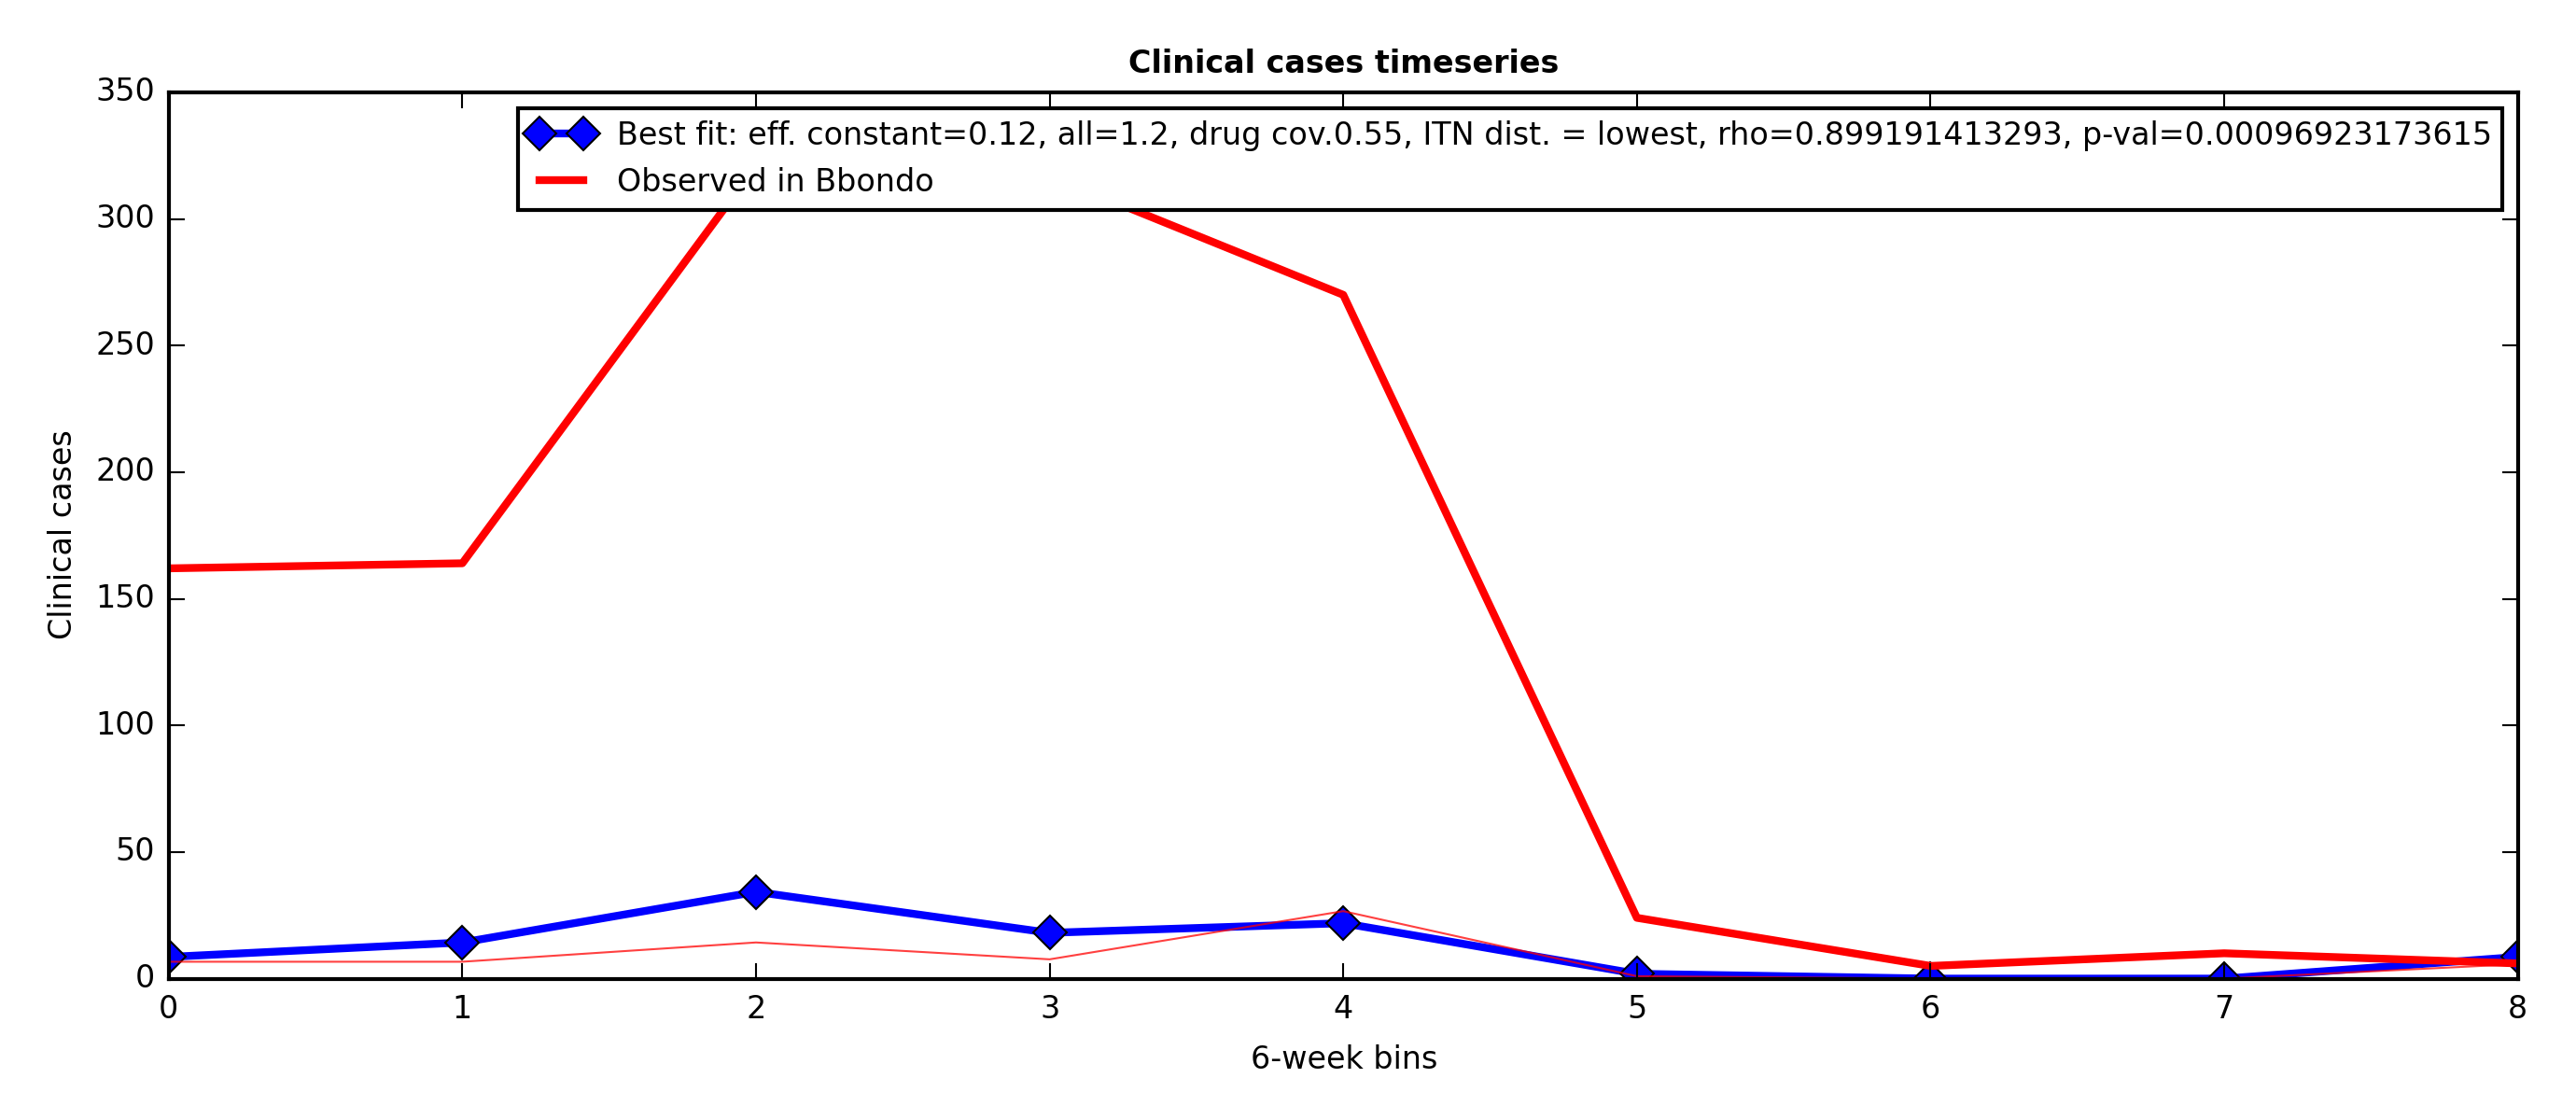 Clinical cases timeseries
Best fit: eff. constant=0.12, all=1.2, drug cov.0.55, ITN dist. = lowest, rho=0.899191413293, p-val=0.00096923173615
Observed in Bbondo
350
300
250
200
150
100
50
0
Clinical cases
0 1 2 3 4 5 6 7 8
6-week bins